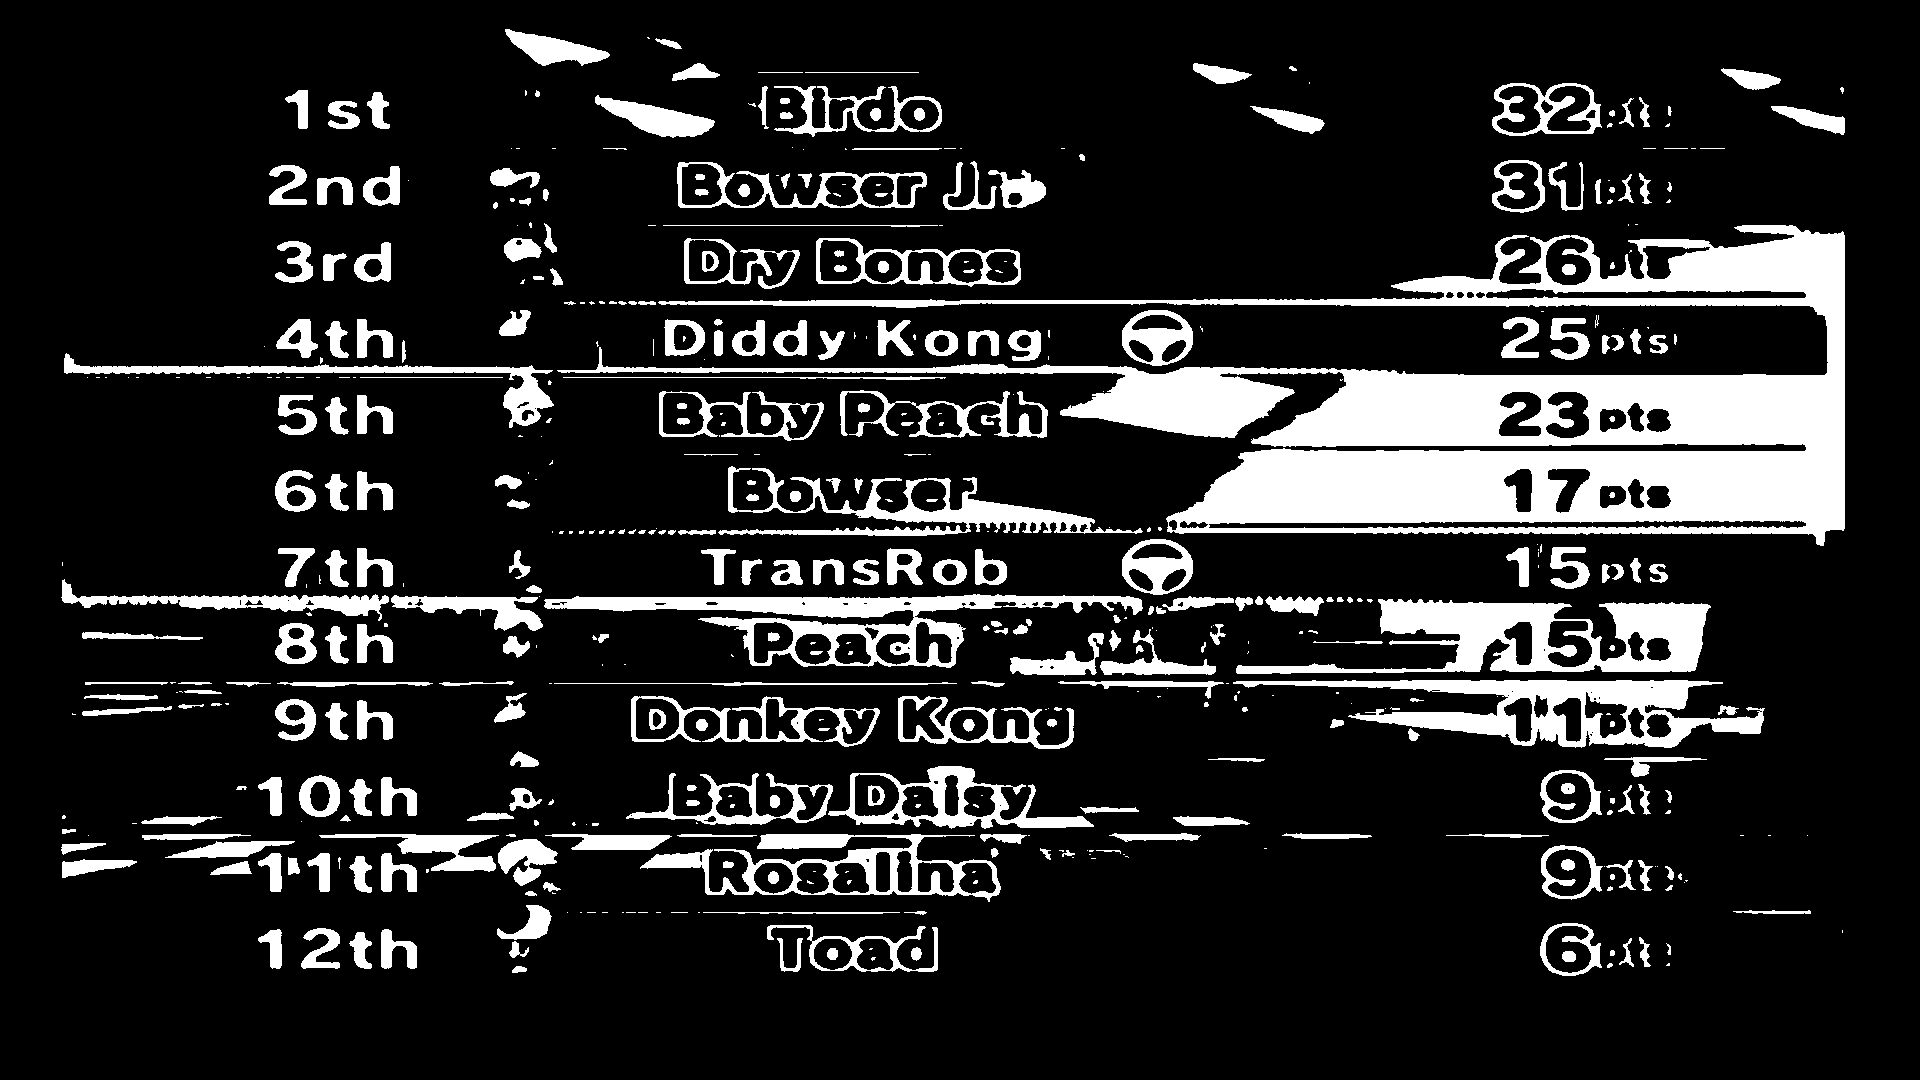 1st Birdo 32pts
2nd Bowser Jr. 31pts
3rd Dry Bones 26pts
4th Diddy Kong 25pts
5th Baby Peach 23pts
6th Bowser 17pts
7th TransRob 15pts
8th Peach 15pts
9th Donkey Kong 11pts
10th Baby Daisy 9pts
11th Rosalina 9pts
12th Toad 6pts